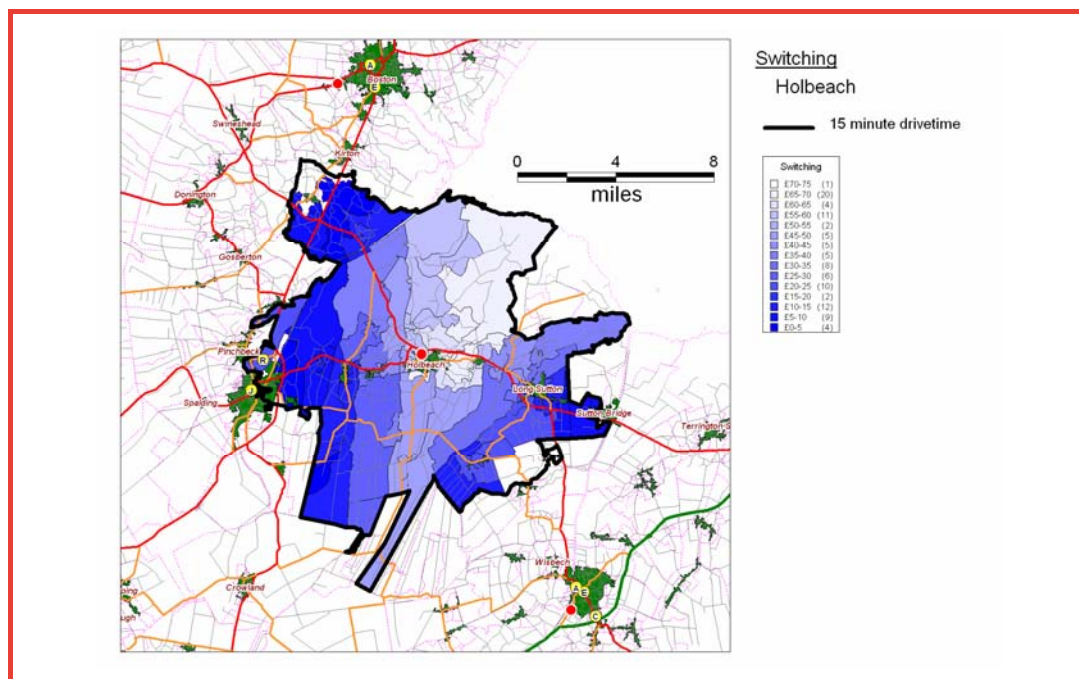 Switching
Holbeach
15 minute drivetime
0 4 8
miles
Switching
£70-75 (1)
£65-70 (20)
£60-65 (4)
£55-60 (11)
£50-55 (2)
£45-50 (5)
£40-45 (5)
£35-40 (5)
£30-35 (8)
£25-30 (6)
£20-25 (10)
£15-20 (2)
£10-15 (12)
£5-10 (9)
£0-5 (4)
A
Boston
E
Swineshead
Kirton
Donington
Gosberton
Pinchbeck
R
Holbeach
J
Spalding
Long Sutton
Sutton Bridge
Terrington S
Wisbech
A
E
C
Crowland
ping
ugh